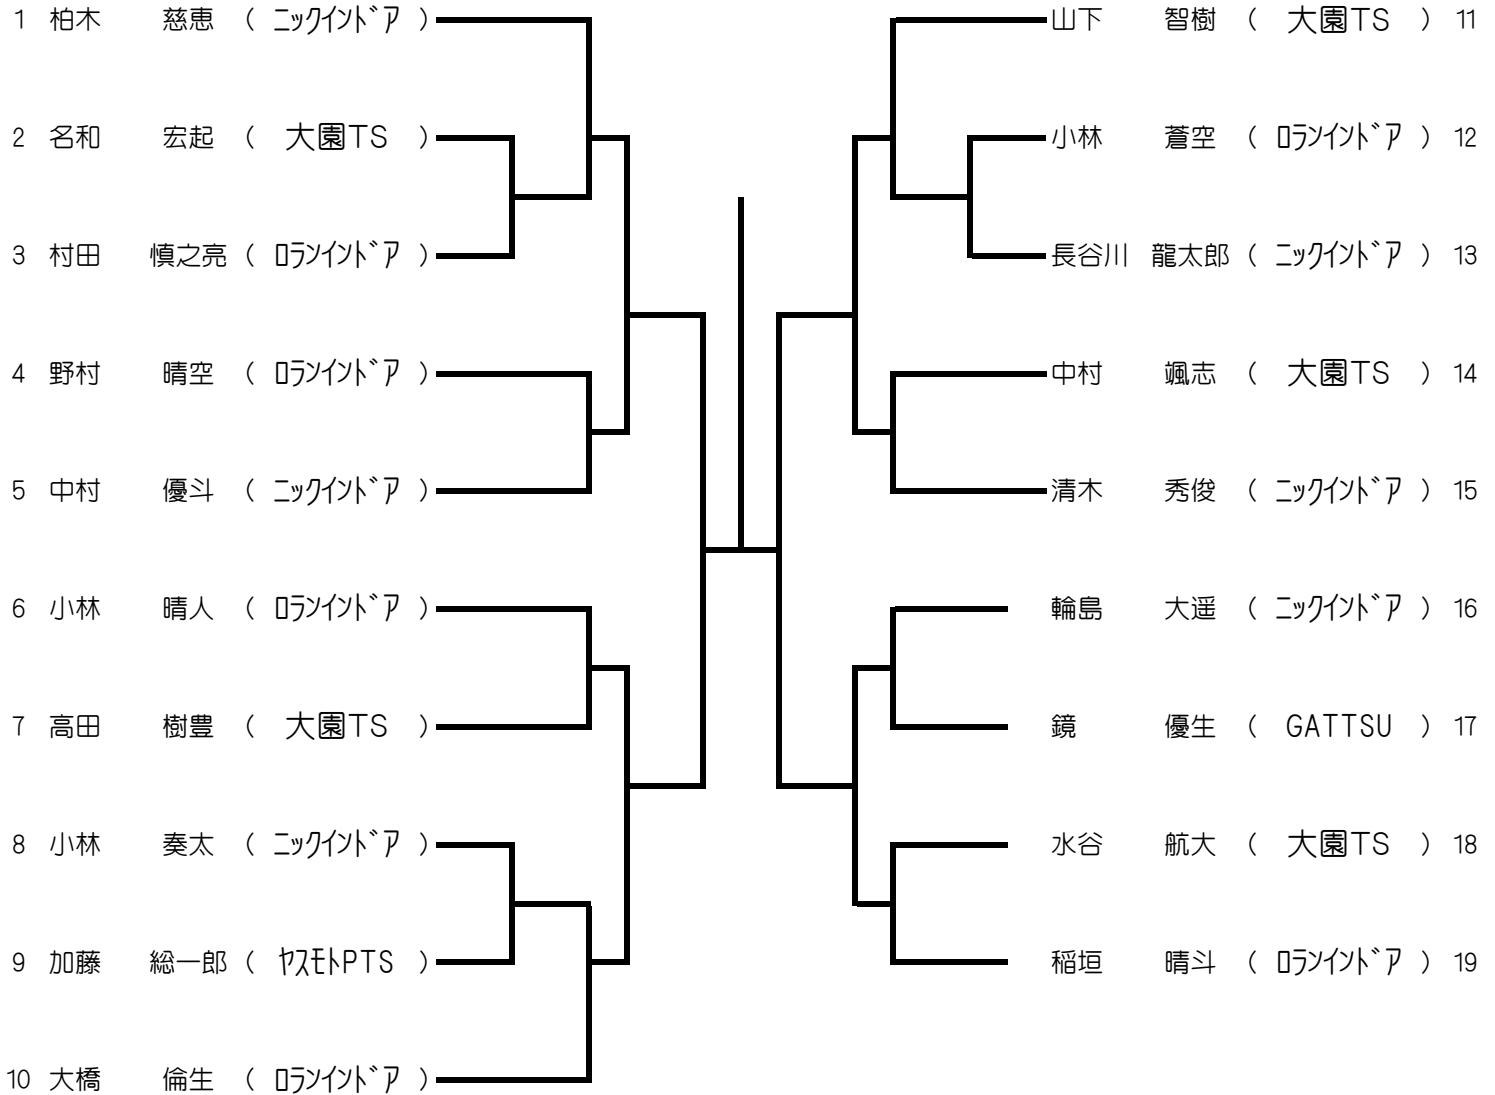 1 柏木 慈恵 ( ﾆｯｸｲﾝﾄﾞｱ )
2 名和 宏起 ( 大園TS )
3 村田 慎之亮 ( ﾛﾗﾝｲﾝﾄﾞｱ )
4 野村 晴空 ( ﾛﾗﾝｲﾝﾄﾞｱ )
5 中村 優斗 ( ﾆｯｸｲﾝﾄﾞｱ )
6 小林 晴人 ( ﾛﾗﾝｲﾝﾄﾞｱ )
7 高田 樹豊 ( 大園TS )
8 小林 奏太 ( ﾆｯｸｲﾝﾄﾞｱ )
9 加藤 総一郎 ( ﾔｽﾓﾄPTS )
10 大橋 倫生 ( ﾛﾗﾝｲﾝﾄﾞｱ )
山下 智樹 ( 大園TS ) 11
小林 蒼空 ( ﾛﾗﾝｲﾝﾄﾞｱ ) 12
長谷川 龍太郎 ( ﾆｯｸｲﾝﾄﾞｱ ) 13
中村 颯志 ( 大園TS ) 14
清木 秀俊 ( ﾆｯｸｲﾝﾄﾞｱ ) 15
輪島 大遥 ( ﾆｯｸｲﾝﾄﾞｱ ) 16
鏡 優生 ( GATTSU ) 17
水谷 航大 ( 大園TS ) 18
稲垣 晴斗 ( ﾛﾗﾝｲﾝﾄﾞｱ ) 19